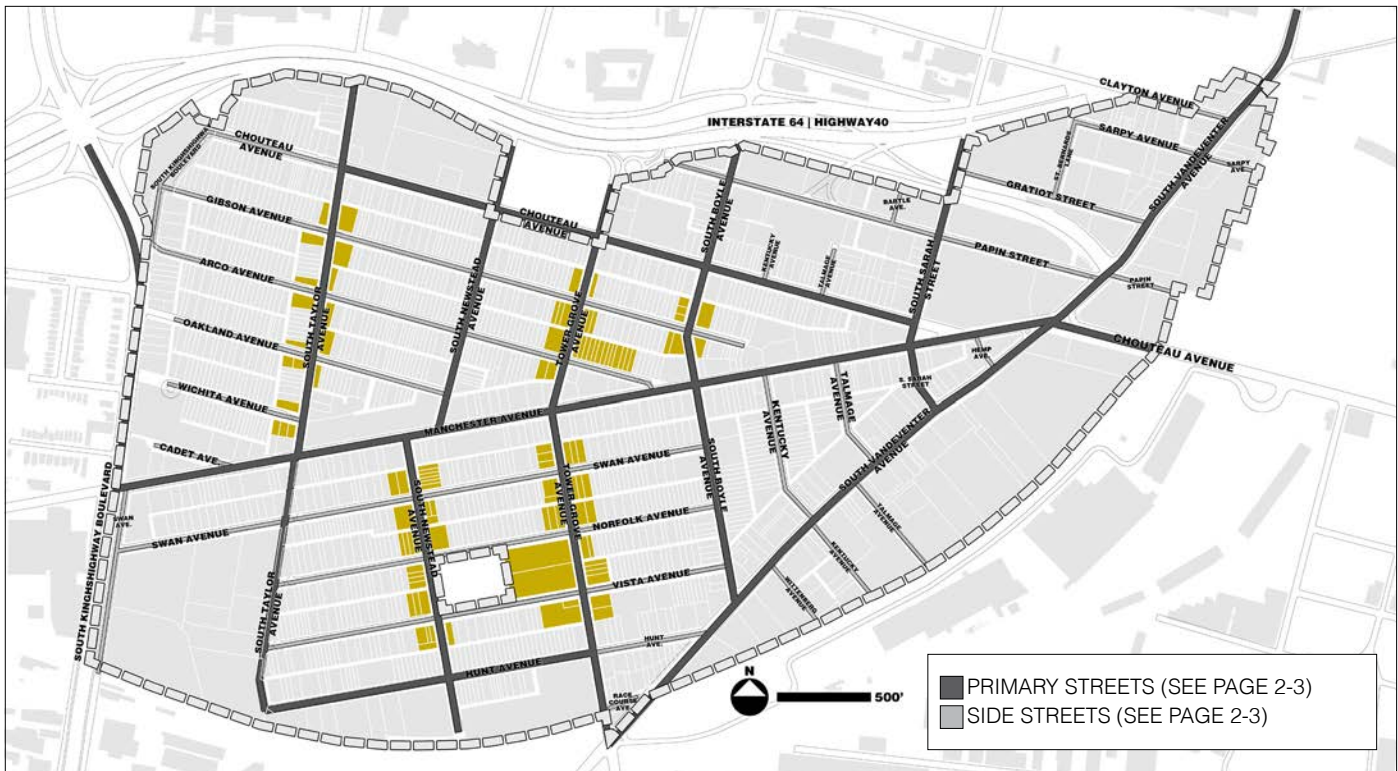 CLAYTON AVENUE
INTERSTATE 64 | HIGHWAY40
SARPY AVENUE
SARPY
AVE.
ST. BERNARDS
LANE
SOUTH VANDEVENTER
AVENUE
SOUTH KINGSHIGHWAY
BOULEVARD
CHOUTEAU
AVENUE
GRATIOT STREET
BARTLE
AVE.
GIBSON AVENUE
CHOUTEAU
AVENUE
SOUTH BOYLE
AVENUE
PAPIN STREET
KENTUCKY
AVENUE
TALMAGE
AVENUE
SOUTH SARAH
STREET
PAPIN
STREET
ARCO AVENUE
SOUTH TAYLOR
AVENUE
SOUTH NEWSTEAD
AVENUE
TOWER GROVE
AVENUE
OAKLAND AVENUE
CHOUTEAU AVENUE
HEMP
AVE.
S. SARAH
STREET
WICHITA AVENUE
MANCHESTER AVENUE
KENTUCKY
AVENUE
TALMAGE
AVENUE
CADET AVE.
SOUTH VANDEVENTER
AVENUE
SOUTH KINGHSHIGHWAY BOULEVARD
SWAN
AVE.
SWAN AVENUE
SWAN AVENUE
SOUTH NEWSTEAD
AVENUE
TOWER GROVE
AVENUE
NORFOLK AVENUE
SOUTH BOYLE
AVENUE
TALMAGE
AVENUE
KENTUCKY
AVENUE
MITTENBERG
AVENUE
SOUTH TAYLOR
AVENUE
VISTA AVENUE
HUNT
AVE.
HUNT AVENUE
RACE
COURSE
AVE.
N
500'
PRIMARY STREETS (SEE PAGE 2-3)
SIDE STREETS (SEE PAGE 2-3)